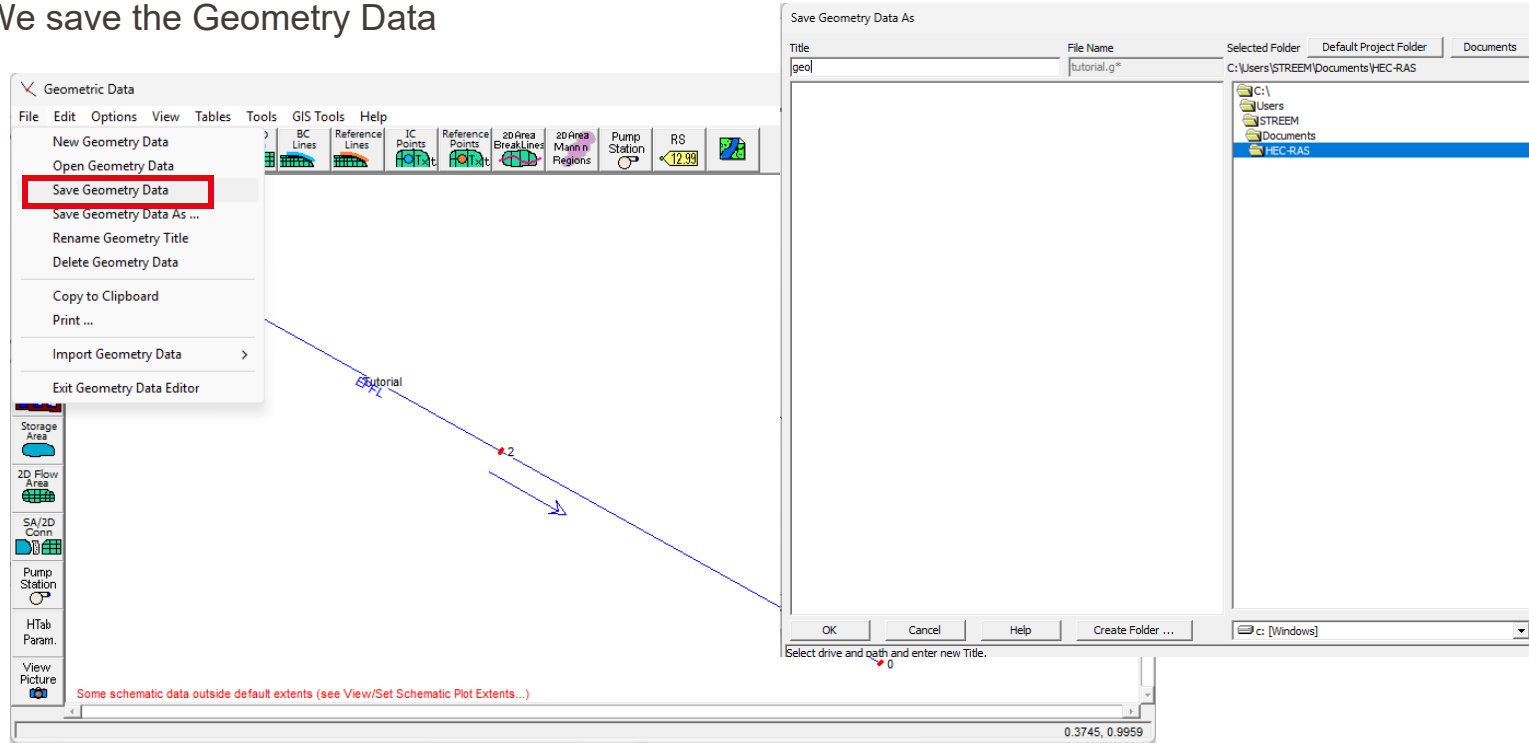 We save the Geometry Data
Geometric Data
File Edit Options View Tables Tools GIS Tools Help
New Geometry Data
Open Geometry Data
Save Geometry Data
Save Geometry Data As ...
Rename Geometry Title
Delete Geometry Data
Copy to Clipboard
Print ...
Import Geometry Data
Exit Geometry Data Editor
BC Lines
Reference Lines
IC Points
Reference Points
2D Area BreakLines
2D Area Mann n Regions
Pump Station
RS
12.99
Storage Area
2D Flow Area
SA/2D Conn
Pump Station
HTab Param.
View Picture
EPFL
Tutorial
2
0
Some schematic data outside default extents (see View/Set Schematic Plot Extents...)
0.3745, 0.9959
Save Geometry Data As
Title
File Name
Selected Folder
Default Project Folder
Documents
geo
tutorial.g*
C:\Users\STREEM\Documents\HEC-RAS
C:\
Users
STREEM
Documents
HEC-RAS
OK
Cancel
Help
Create Folder ...
c: [Windows]
Select drive and path and enter new Title.